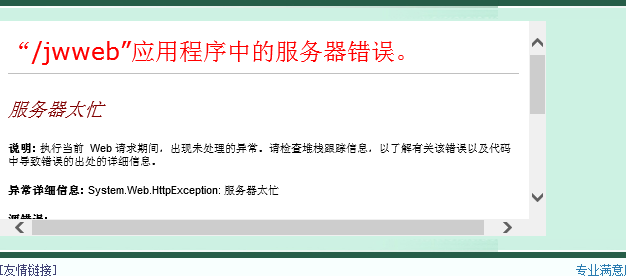 “/jwweb”应用程序中的服务器错误。
服务器太忙
说明: 执行当前 Web 请求期间，出现未处理的异常。请检查堆栈跟踪信息，以了解有关该错误以及代码
中导致错误的出处的详细信息。
异常详细信息: System.Web.HttpException: 服务器太忙
源错误:
[友情链接]
专业满意